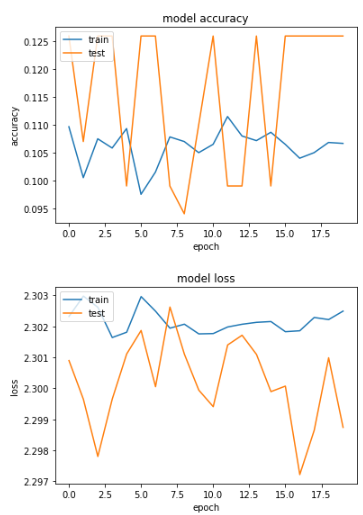 model accuracy
0.125
0.120
0.115
0.110
0.105
0.100
0.095
accuracy
train
test
0.0 2.5 5.0 7.5 10.0 12.5 15.0 17.5
epoch
model loss
2.303
2.302
2.301
2.300
2.299
2.298
2.297
loss
train
test
0.0 2.5 5.0 7.5 10.0 12.5 15.0 17.5
epoch